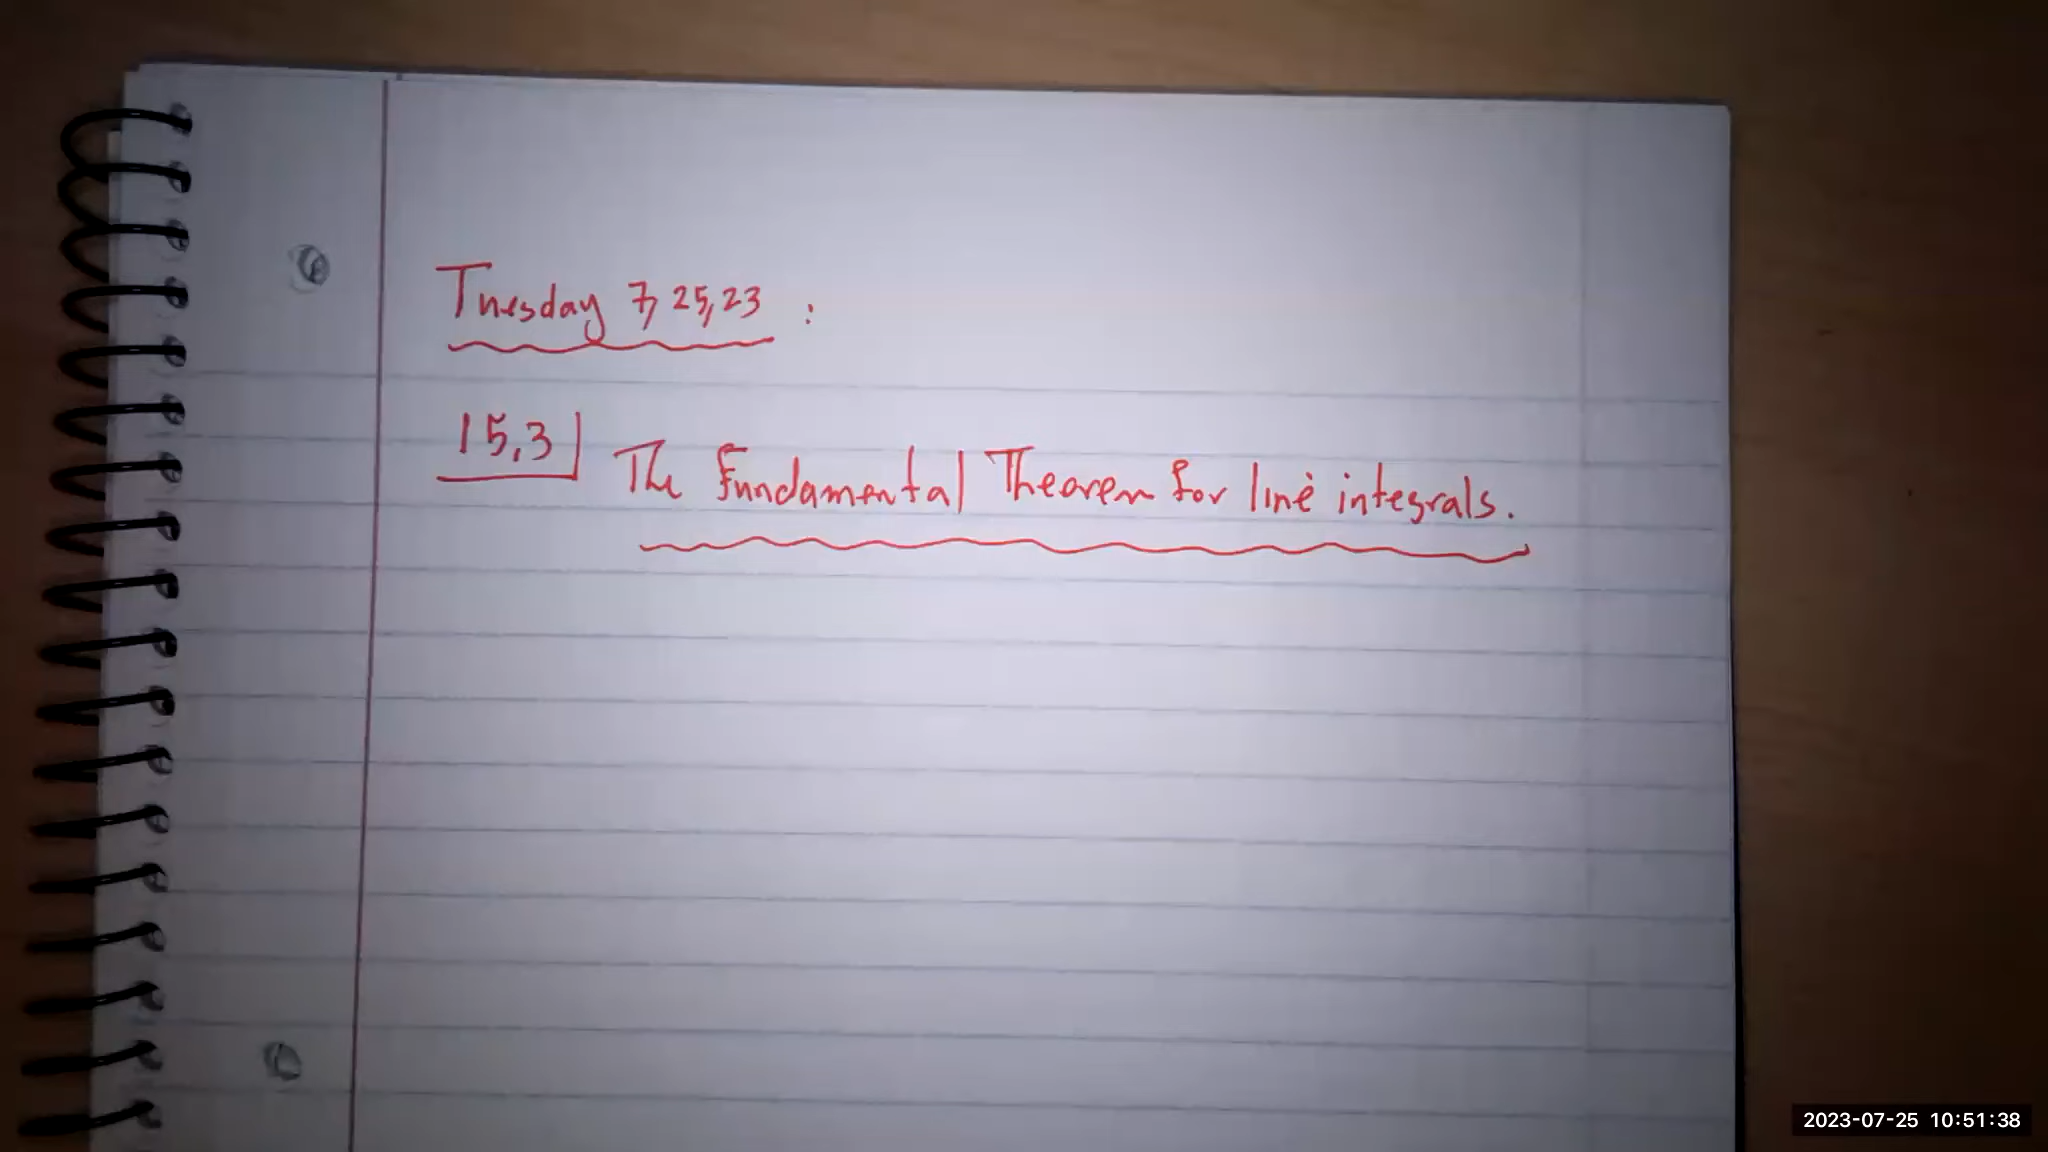 Tuesday 7,25,23 :
15,3 The Fundamental Theorem for line integrals.
2023-07-25 10:51:38